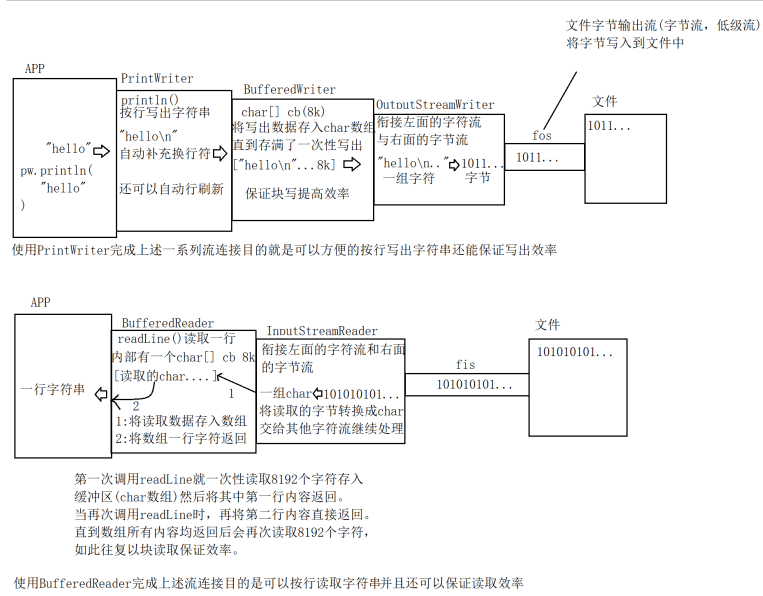 文件字节输出流(字节流，低级流)
将字节写入到文件中
APP
PrintWriter
BufferedWriter
OutputStreamWriter
文件
println()
按行写出字符串
"hello\n"
自动补充换行符
还可以自动行刷新
"hello"
pw.println(
"hello"
)
char[] cb(8k)
将写出数据存入char数组
直到存满了一次性写出
["hello\n"...8k]
保证块写提高效率
衔接左面的字符流
与右面的字节流
"hello\n.."
1011...
一组字符
字节
fos
1011...
1011...
使用PrintWriter完成上述一系列流连接目的就是可以方便的按行写出字符串还能保证写出效率
APP
BufferedReader
InputStreamReader
文件
readLine()读取一行
内部有一个char[] cb 8k
[读取的char....]
一行字符串
2
1
1:将读取数据存入数组
2:将数组一行字符返回
衔接左面的字符流和右面
的字节流
一组char
101010101...
将读取的字节转换成char
交给其他字符流继续处理
fis
101010101...
101010101...
第一次调用readLine就一次性读取8192个字符存入
缓冲区(char数组)然后将其中第一行内容返回。
当再次调用readLine时，再将第二行内容直接返回。
直到数组所有内容均返回后会再次读取8192个字符，
如此往复以块读取保证效率。
使用BufferedReader完成上述流连接目的是可以按行读取字符串并且还可以保证读取效率